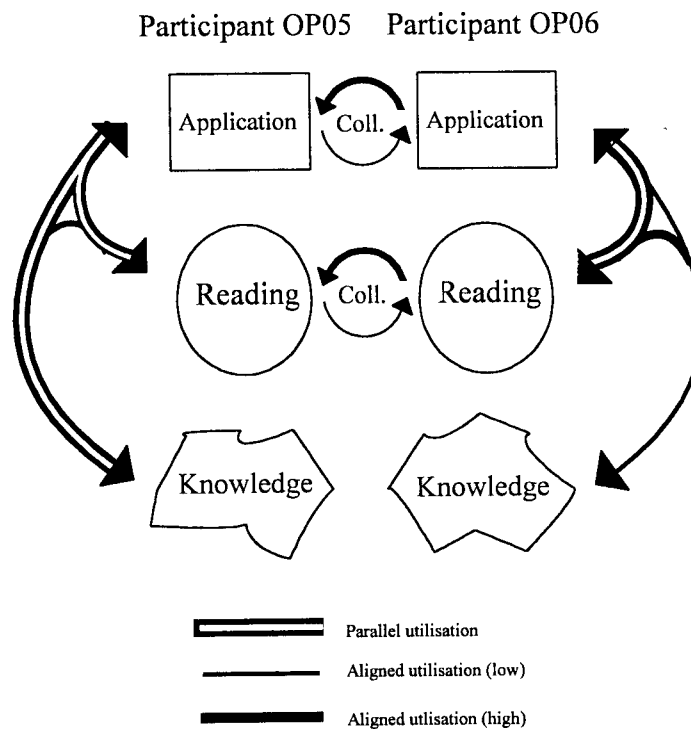 Participant OP05 Participant OP06
Application Coll. Application
Reading Coll. Reading
Knowledge Knowledge
Parallel utilisation
Aligned utilisation (low)
Aligned utlisation (high)